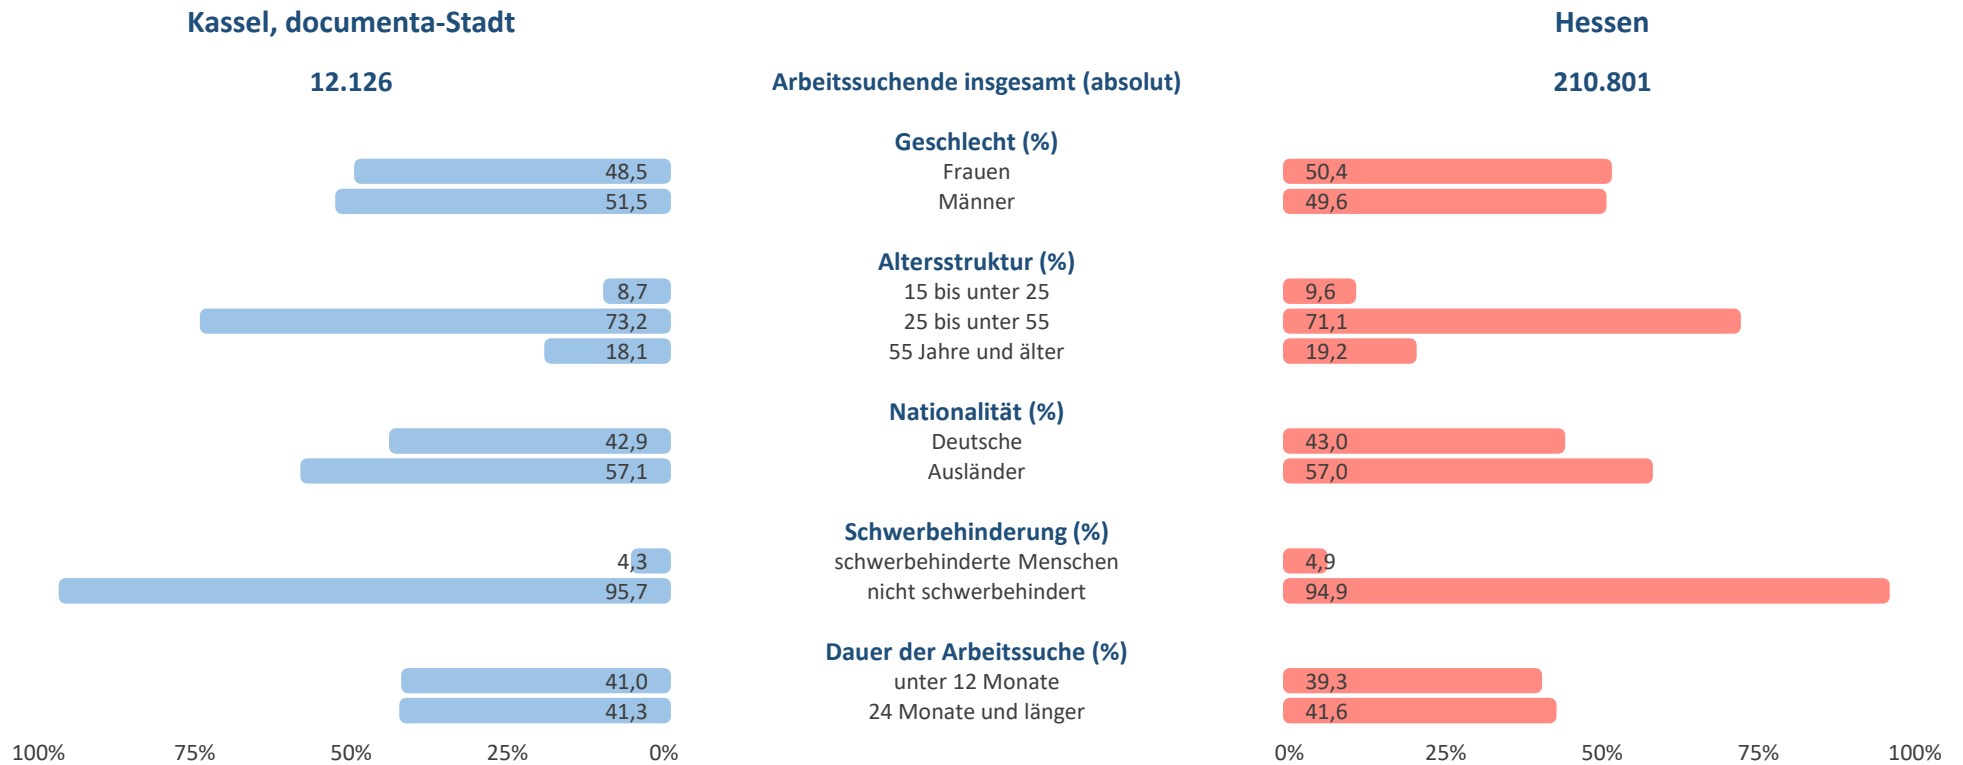 Kassel, documenta-Stadt Hessen
12.126 Arbeitssuchende insgesamt (absolut) 210.801
Geschlecht (%)
48,5 Frauen 50,4
51,5 Männer 49,6
Altersstruktur (%)
8,7 15 bis unter 25 9,6
73,2 25 bis unter 55 71,1
18,1 55 Jahre und älter 19,2
Nationalität (%)
42,9 Deutsche 43,0
57,1 Ausländer 57,0
Schwerbehinderung (%)
4,3 schwerbehinderte Menschen 4,9
95,7 nicht schwerbehindert 94,9
Dauer der Arbeitssuche (%)
41,0 unter 12 Monate 39,3
41,3 24 Monate und länger 41,6
100% 75% 50% 25% 0% 0% 25% 50% 75% 100%